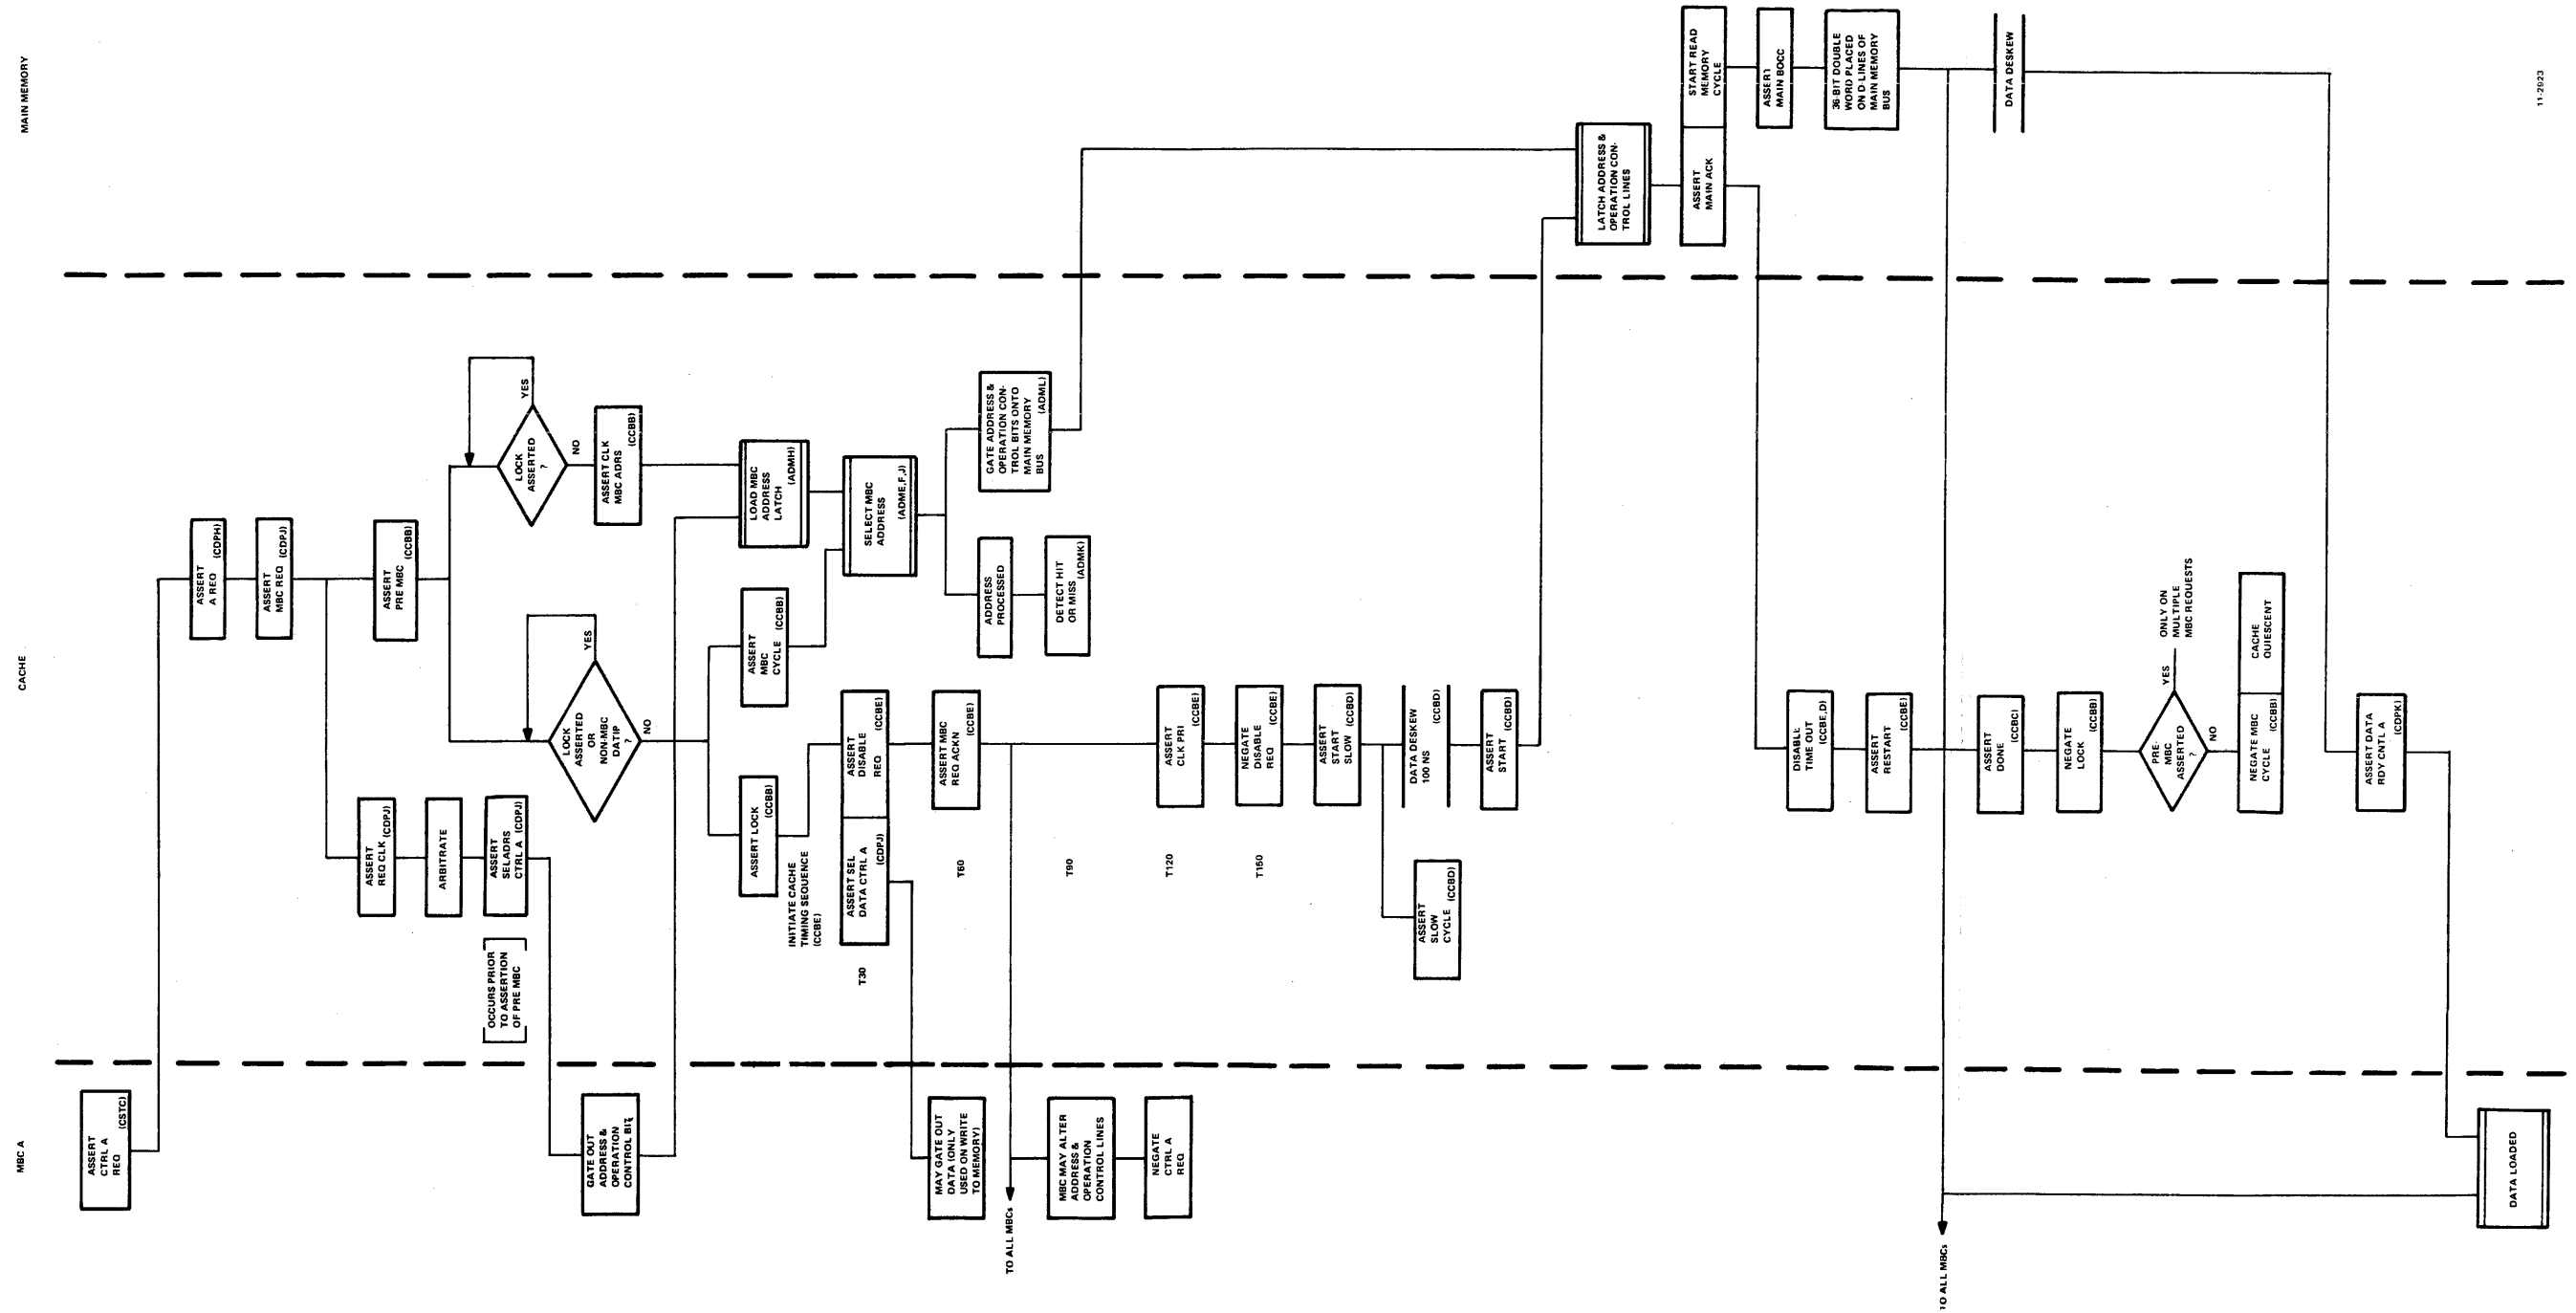 MBC A
CACHE
MAIN MEMORY
ASSERT
CTRL A
REQ
(CSTC)
ASSERT
A REQ
(CDPH)
ASSERT
MBC REQ (CDPJ)
ASSERT
REQ CLK (CDPJ)
ARBITRATE
ASSERT
SELADRS
CTRL A (CDPJ)
OCCURS PRIOR
TO ASSERTION
OF PRE MBC
ASSERT
PRE MBC (CCBB)
LOCK
ASSERTED
?
YES
NO
ASSERT CLK
MBC ADRS
(CCBB)
LOCK
ASSERTED
OR
NON-MBC
DATIP
?
YES
NO
GATE OUT
ADDRESS &
OPERATION
CONTROL BIT
ASSERT LOCK
(CCBB)
ASSERT
MBC
CYCLE (CCBB)
LOAD MBC
ADDRESS
LATCH
(ADMH)
INITIATE CACHE
TIMING SEQUENCE
(CCBE)
SELECT MBC
ADDRESS
(ADME,F,J)
T30
ASSERT SEL
DATA CTRL A
(CDPJ)
ASSERT
DISABLE
REQ (CCBE)
MAY GATE OUT
DATA (ONLY
USED ON WRITE
TO MEMORY)
T60
ASSERT MBC
REQ ACKN
(CCBE)
ADDRESS
PROCESSED
GATE ADDRESS &
OPERATION CON-
TROL BITS ONTO
MAIN MEMORY
BUS (ADML)
DETECT HIT
OR MISS
(ADMK)
TO ALL MBCs
MBC MAY ALTER
ADDRESS &
OPERATION
CONTROL LINES
T90
NEGATE
CTRL A
REQ
T120
ASSERT
CLK PRI
(CCBE)
T150
NEGATE
DISABLE
REQ (CCBE)
ASSERT
START
SLOW (CCBD)
DATA DESKEW
100 NS
(CCBD)
ASSERT
SLOW
CYCLE (CCBD)
ASSERT
START
(CCBD)
LATCH ADDRESS &
OPERATION CON-
TROL LINES
ASSERT
MAIN ACK
START READ
MEMORY
CYCLE
ASSERT
MAIN BOCC
DISABLE
TIME OUT
(CCBE,D)
36-BIT DOUBLE
WORD PLACED
ON D LINES OF
MAIN MEMORY
BUS
ASSERT
RESTART
(CCBE)
TO ALL MBCs
DATA DESKEW
ASSERT
DONE
(CCBC)
NEGATE
LOCK
(CCBB)
PRE-
MBC
ASSERTED
?
YES
ONLY ON
MULTIPLE
MBC REQUESTS
NO
NEGATE MBC
CYCLE (CCBB)
CACHE
QUIESCENT
ASSERT DATA
RDY CNTL A
(CDPK)
DATA LOADED
11-2923